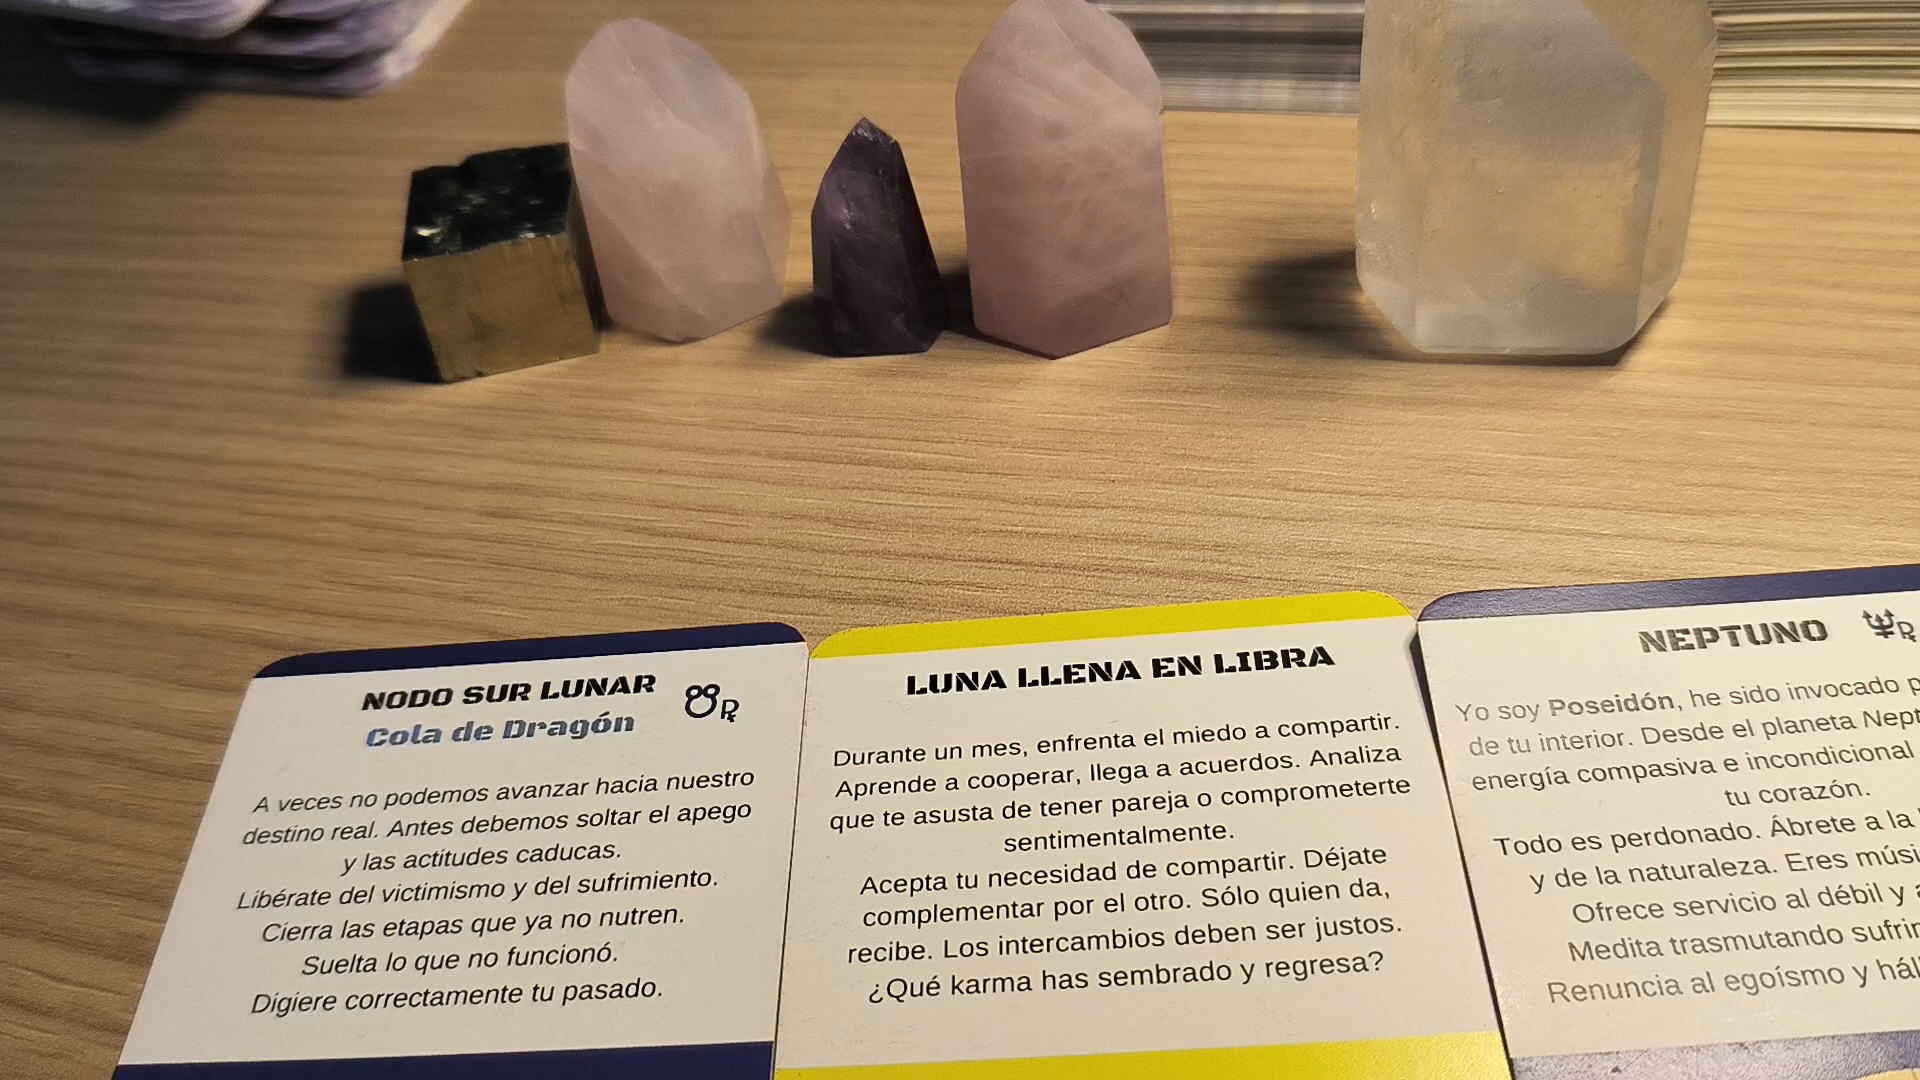 NODO SUR LUNAR
Cola de Dragón
A veces no podemos avanzar hacia nuestro
destino real. Antes debemos soltar el apego
y las actitudes caducas.
Libérate del victimismo y del sufrimiento.
Cierra las etapas que ya no nutren.
Suelta lo que no funcionó.
Digiere correctamente tu pasado.
LUNA LLENA EN LIBRA
Durante un mes, enfrenta el miedo a compartir.
Aprende a cooperar, llega a acuerdos. Analiza
que te asusta de tener pareja o comprometerte
sentimentalmente.
Acepta tu necesidad de compartir. Déjate
complementar por el otro. Sólo quien da,
recibe. Los intercambios deben ser justos.
¿Qué karma has sembrado y regresa?
NEPTUNO
Yo soy Poseidón, he sido invocado
de tu interior. Desde el planeta
energía compasiva e incondicional
tu corazón.
Todo es perdonado. Ábrete a la
y de la naturaleza. Eres
Ofrece servicio al débil y
Medita trasmutando
Renuncia al egoísmo y